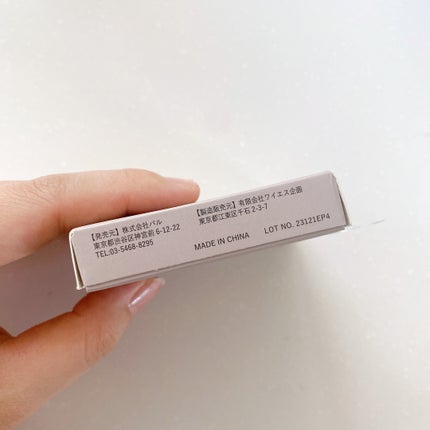 【発売元】株式会社パル
東京都渋谷区神宮前 6-12-22
TEL:03-5468-8295
【製造販売元】有限会社ワイエス企画
東京都江東区千石 2-3-7
MADE IN CHINA LOT NO. 23121EP4